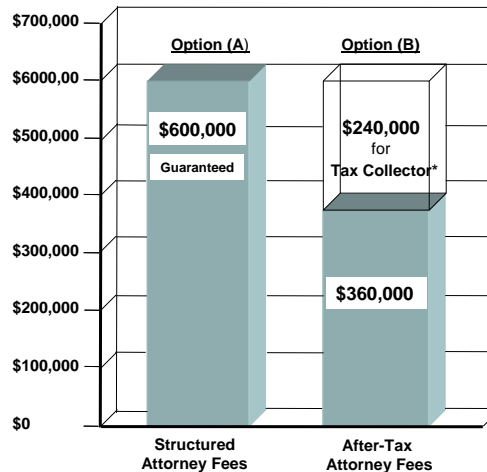 $700,000
Option (A) Option (B)
$6000,00
$600,000
Guaranteed
$240,000
for
Tax Collector*
$500,000
$400,000
$300,000
$360,000
$200,000
$100,000
$0
Structured
Attorney Fees
After-Tax
Attorney Fees